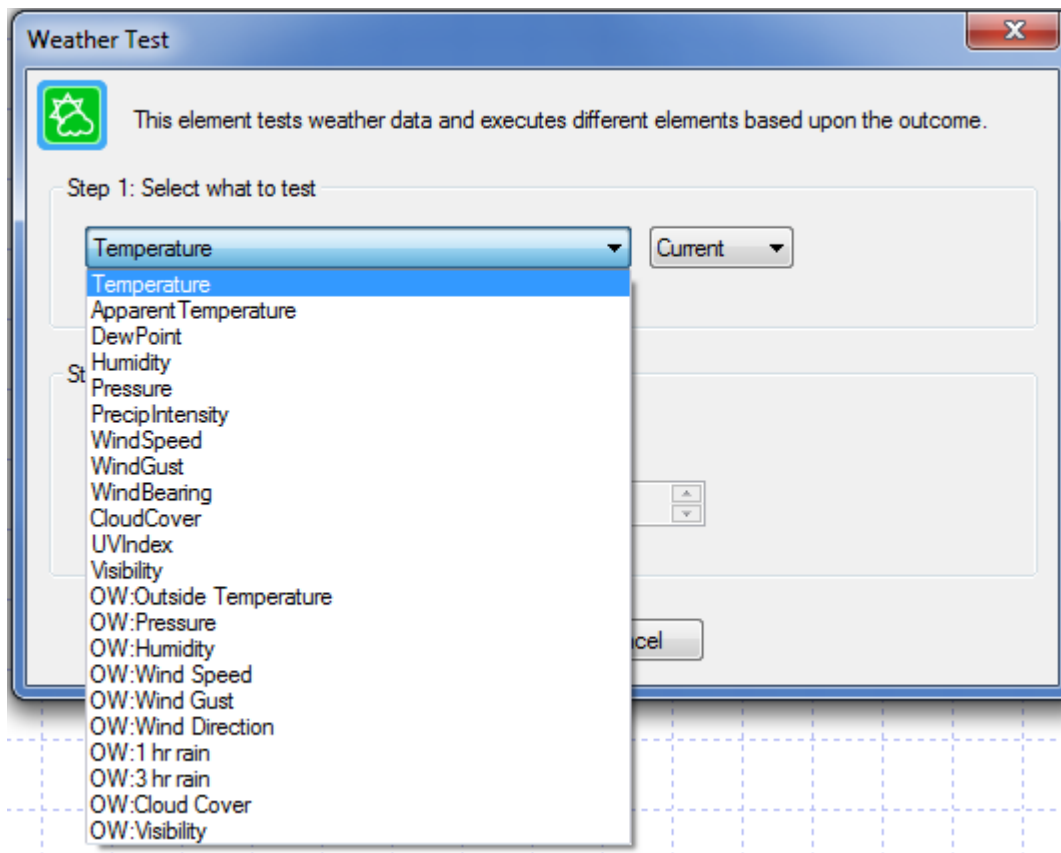 Weather Test
This element tests weather data and executes different elements based upon the outcome.
Step 1: Select what to test
Temperature Current
Temperature
ApparentTemperature
DewPoint
Humidity
St
Pressure
PrecipIntensity
WindSpeed
WindGust
WindBearing
CloudCover
UVIndex
Visibility
OW:Outside Temperature
OW:Pressure
OW:Humidity
ncel
OW:Wind Speed
OW:Wind Gust
OW:Wind Direction
OW:1 hr rain
OW:3 hr rain
OW:Cloud Cover
OW:Visibility